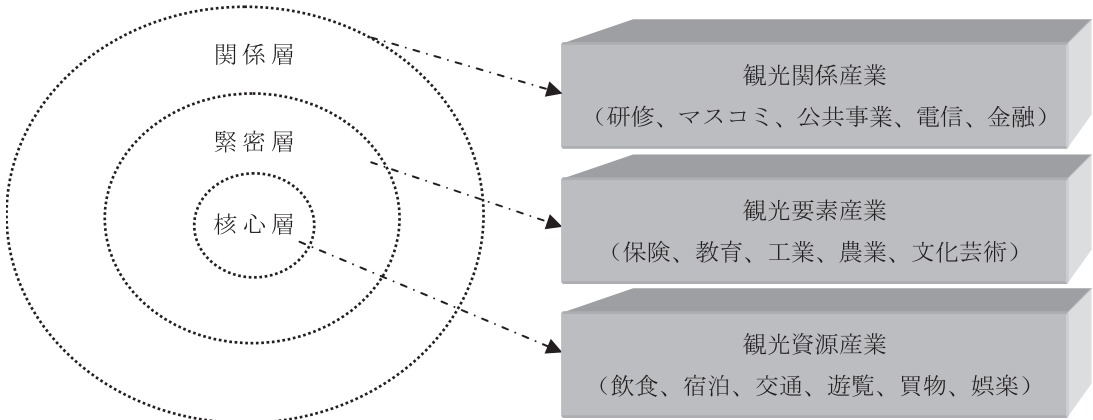 関係層
緊密層
核心層
観光関係産業
（研修、マスコミ、公共事業、電信、金融）
観光要素産業
（保険、教育、工業、農業、文化芸術）
観光資源産業
（飲食、宿泊、交通、遊覧、買物、娯楽）